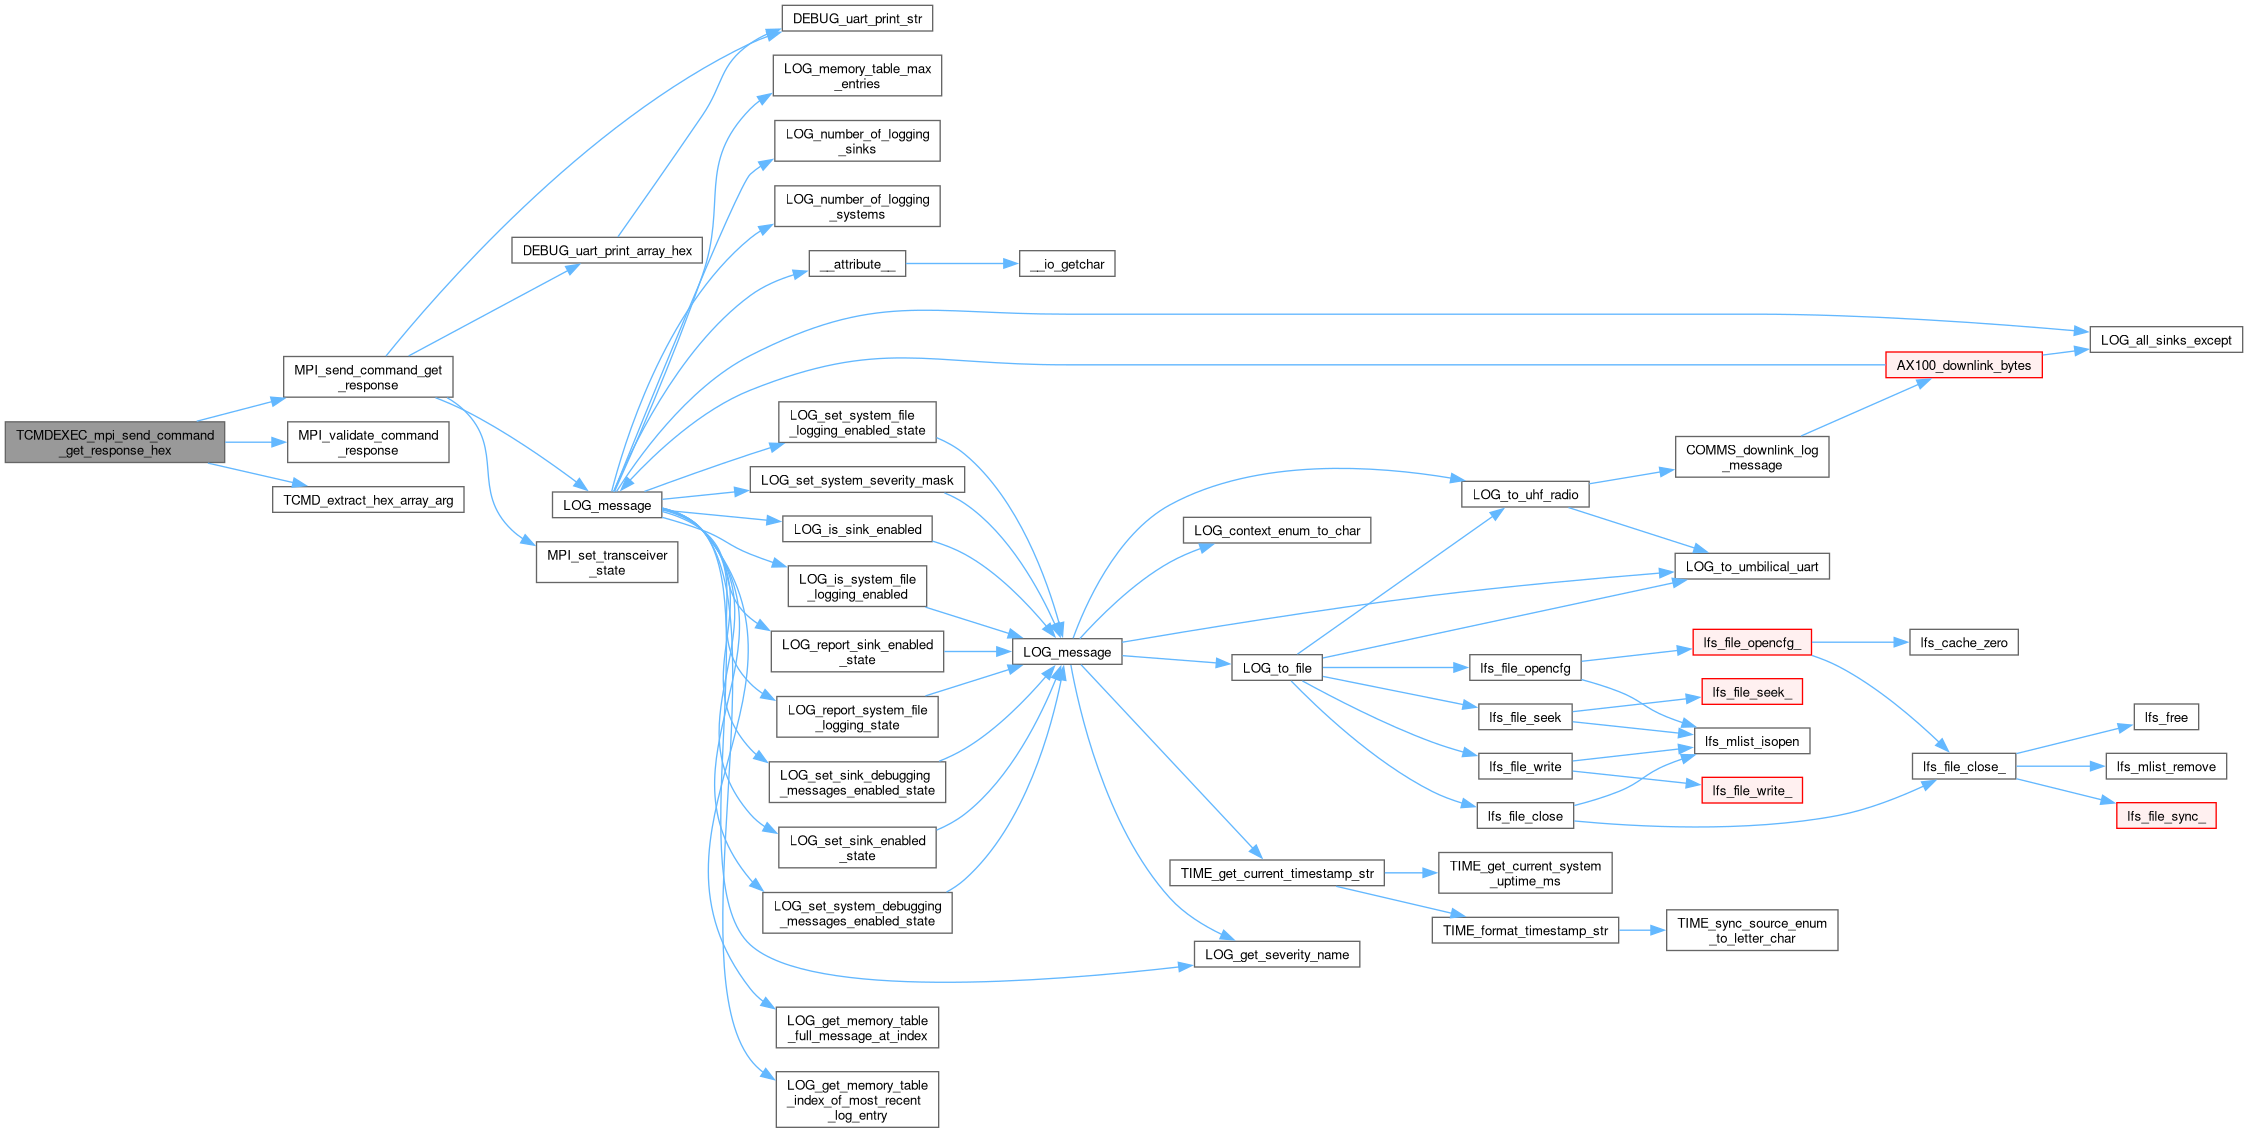 DEBUG_uart_print_str
LOG_memory_table_max
_entries
LOG_number_of_logging
_sinks
LOG_number_of_logging
_systems
DEBUG_uart_print_array_hex
__attribute__
__io_getchar
LOG_all_sinks_except
MPI_send_command_get
_response
AX100_downlink_bytes
TCMDEXEC_mpi_send_command
_get_response_hex
MPI_validate_command
_response
TCMD_extract_hex_array_arg
LOG_set_system_file
_logging_enabled_state
COMMS_downlink_log
_message
LOG_set_system_severity_mask
LOG_to_uhf_radio
LOG_message
LOG_is_sink_enabled
LOG_context_enum_to_char
MPI_set_transceiver
_state
LOG_is_system_file
_logging_enabled
LOG_to_umbilical_uart
LOG_report_sink_enabled
_state
LOG_message
LOG_to_file
lfs_file_opencfg
lfs_file_opencfg_
lfs_cache_zero
lfs_file_seek_
LOG_report_system_file
_logging_state
lfs_file_seek
lfs_free
lfs_mlist_isopen
LOG_set_sink_debugging
_messages_enabled_state
lfs_file_write
lfs_file_close_
lfs_mlist_remove
lfs_file_write_
lfs_file_close
lfs_file_sync_
LOG_set_sink_enabled
_state
TIME_get_current_timestamp_str
TIME_get_current_system
_uptime_ms
LOG_set_system_debugging
_messages_enabled_state
TIME_format_timestamp_str
TIME_sync_source_enum
_to_letter_char
LOG_get_severity_name
LOG_get_memory_table
_full_message_at_index
LOG_get_memory_table
_index_of_most_recent
_log_entry